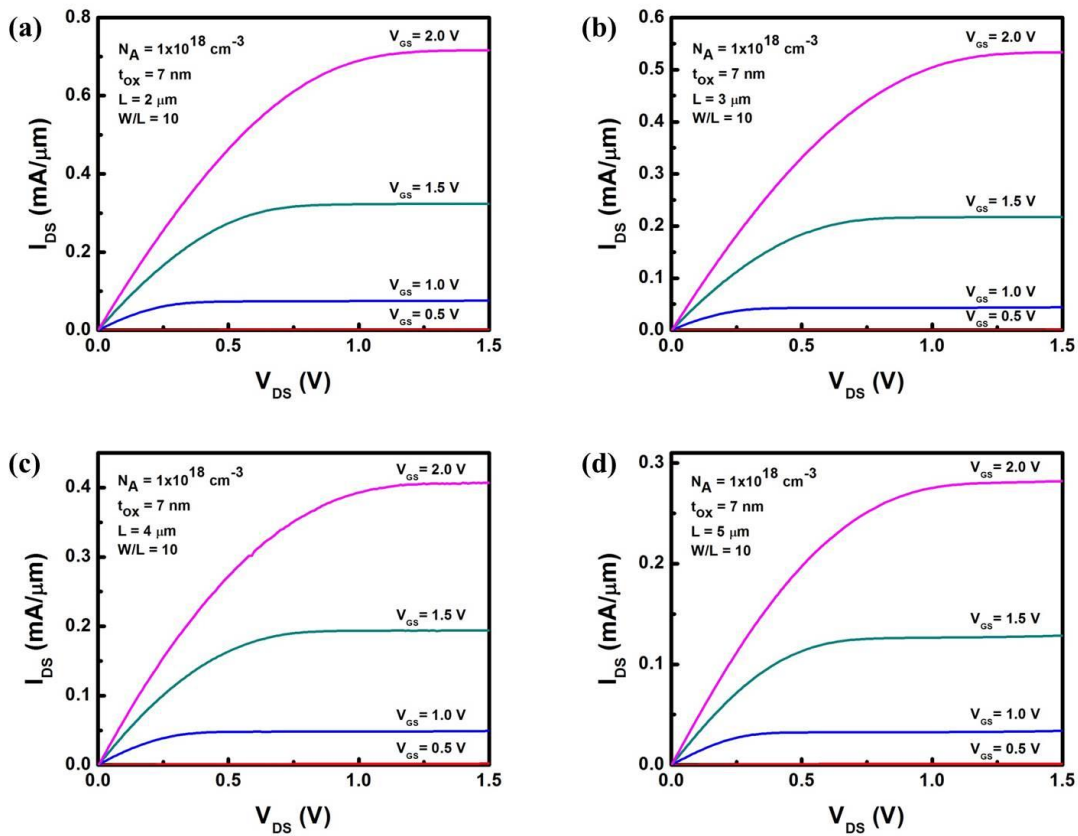 (a)
0.8
0.6
0.4
0.2
0.0
I_DS (mA/μm)
N_A = 1x10^18 cm^-3
t_ox = 7 nm
L = 2 μm
W/L = 10
V_GS= 2.0 V
V_GS= 1.5 V
V_GS= 1.0 V
V_GS= 0.5 V
0.0 0.5 1.0 1.5
V_DS (V)
(b)
0.6
0.5
0.4
0.3
0.2
0.1
0.0
I_DS (mA/μm)
N_A = 1x10^18 cm^-3
t_ox = 7 nm
L = 3 μm
W/L = 10
V_GS= 2.0 V
V_GS= 1.5 V
V_GS= 1.0 V
V_GS= 0.5 V
0.0 0.5 1.0 1.5
V_DS (V)
(c)
0.4
0.3
0.2
0.1
0.0
I_DS (mA/μm)
N_A = 1x10^18 cm^-3
t_ox = 7 nm
L = 4 μm
W/L = 10
V_GS= 2.0 V
V_GS= 1.5 V
V_GS= 1.0 V
V_GS= 0.5 V
0.0 0.5 1.0 1.5
V_DS (V)
(d)
0.3
0.2
0.1
0.0
I_DS (mA/μm)
N_A = 1x10^18 cm^-3
t_ox = 7 nm
L = 5 μm
W/L = 10
V_GS= 2.0 V
V_GS= 1.5 V
V_GS= 1.0 V
V_GS= 0.5 V
0.0 0.5 1.0 1.5
V_DS (V)